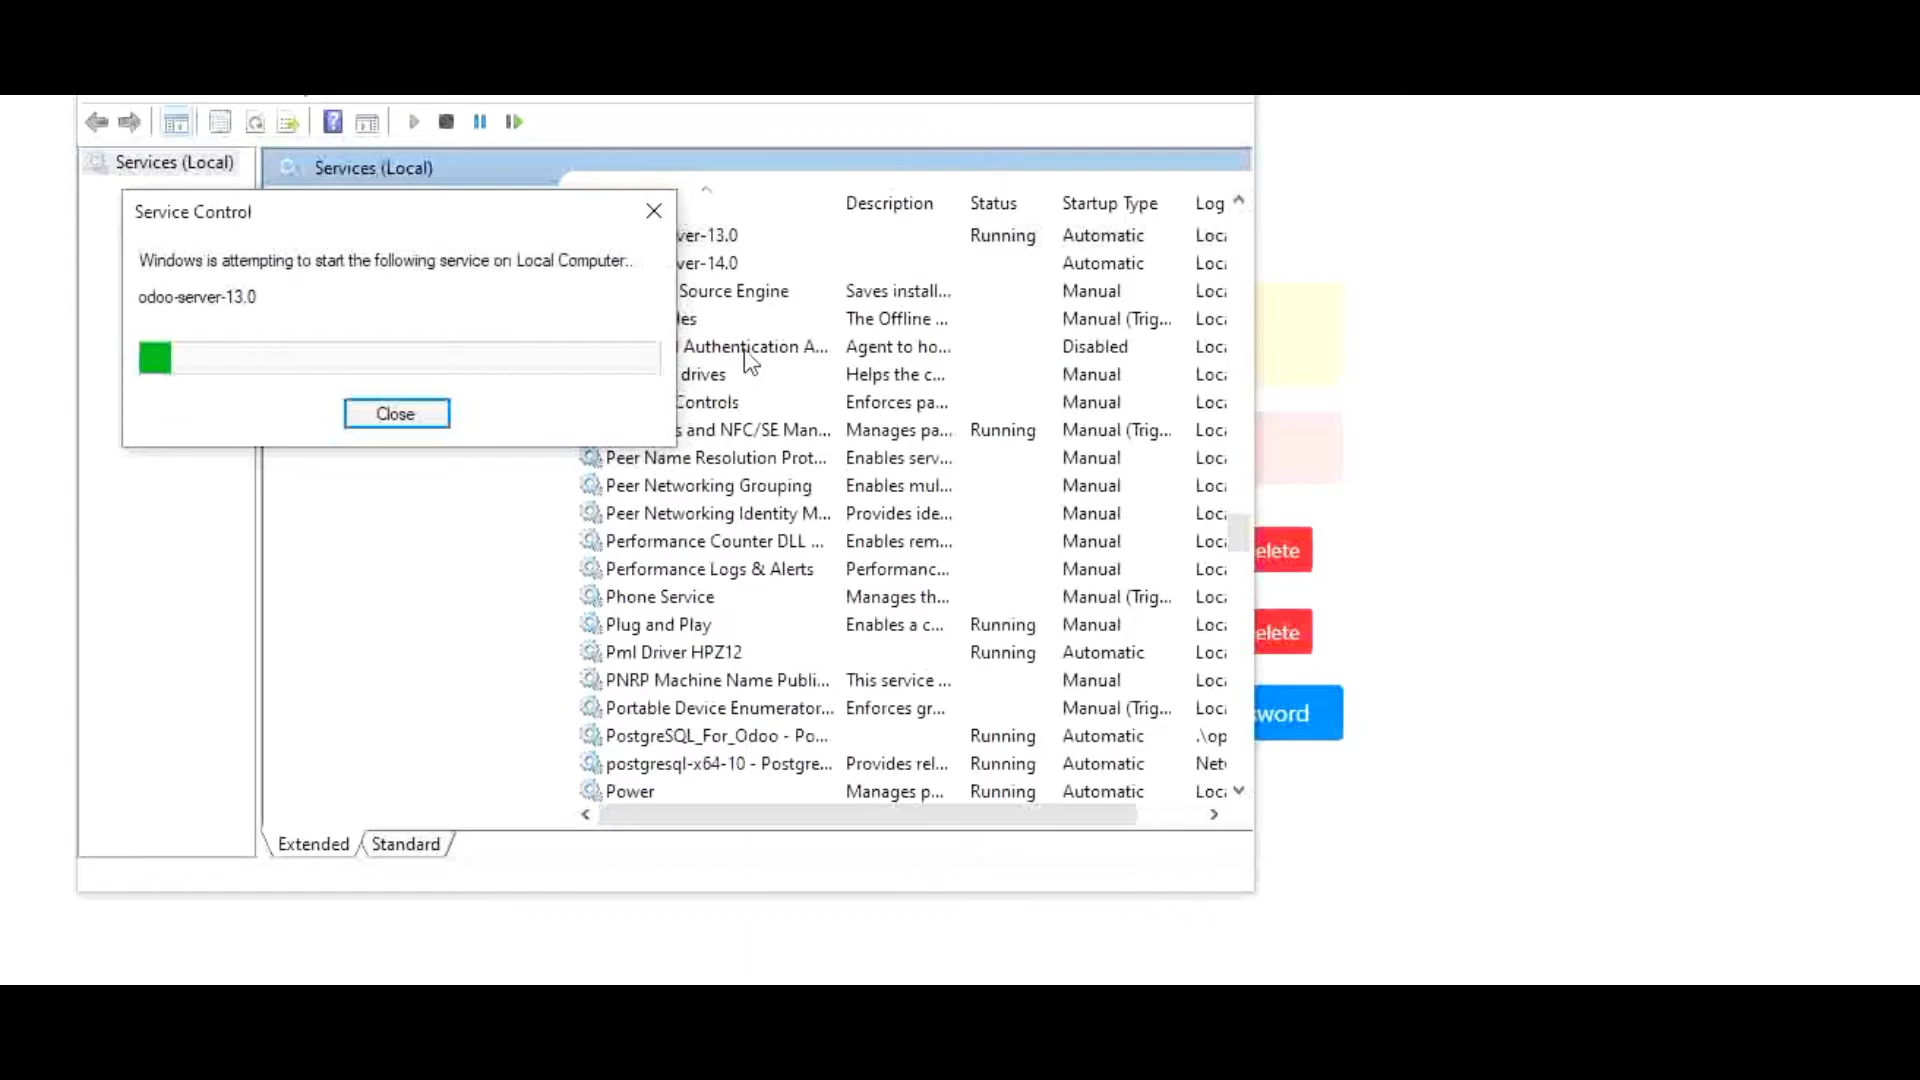 Services (Local)
Services (Local)
Service Control
Windows is attempting to start the following service on Local Computer...
odoo-server-13.0
Close
Description Status Startup Type Log
ver-13.0 Running Automatic Loca
ver-14.0 Automatic Loca
Source Engine Saves install... Manual Loca
les The Offline ... Manual (Trig... Loca
l Authentication A... Agent to ho... Disabled Loca
drives Helps the c... Manual Loca
Controls Enforces pa... Manual Loca
s and NFC/SE Man... Manages pa... Running Manual (Trig... Loca
Peer Name Resolution Prot... Enables serv... Manual Loca
Peer Networking Grouping Enables mul... Manual Loca
Peer Networking Identity M... Provides ide... Manual Loca
Performance Counter DLL ... Enables rem... Manual Loca
Performance Logs & Alerts Performanc... Manual Loca
Phone Service Manages th... Manual (Trig... Loca
Plug and Play Enables a c... Running Manual Loca
Pml Driver HPZ12 Running Automatic Loca
PNRP Machine Name Publi... This service ... Manual Loca
Portable Device Enumerator... Enforces gr... Manual (Trig... Loca
PostgreSQL_For_Odoo - Po... Running Automatic .\op
postgresql-x64-10 - Postgre... Provides rel... Running Automatic Net
Power Manages p... Running Automatic Loca
Extended Standard
elete
elete
sword